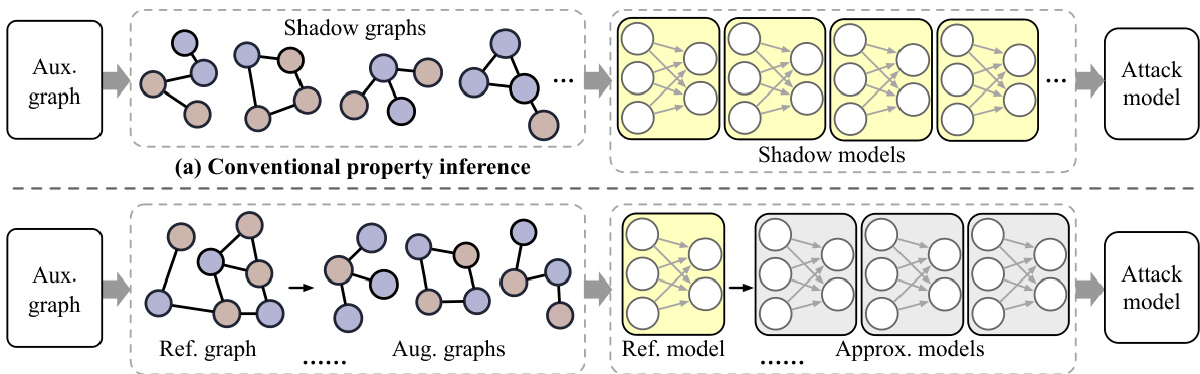 Aux.
graph
Shadow graphs
...
(a) Conventional property inference
...
Shadow models
Attack
model
Aux.
graph
Ref. graph
......
Aug. graphs
Ref. model
......
Approx. models
Attack
model